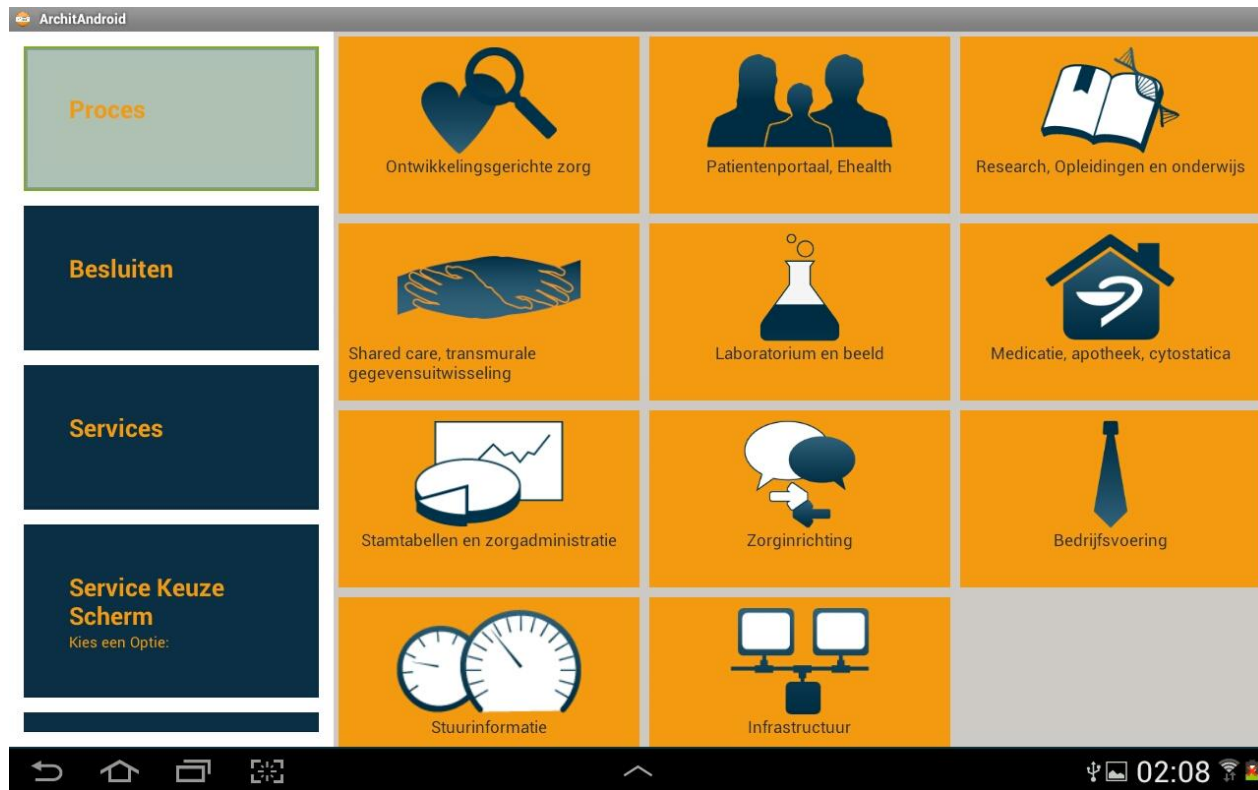 ArchitAndroid
Proces
Besluiten
Services
Service Keuze
Scherm
Kies een Optie:
Ontwikkelingsgerichte zorg
Patientenportaal, Ehealth
Research, Opleidingen en onderwijs
Shared care, transmurale
gegevensuitwisseling
Laboratorium en beeld
Medicatie, apotheek, cytostatica
Stamtabellen en zorgadministratie
Zorginrichting
Bedrijfsvoering
Stuurinformatie
Infrastructuur
02:08